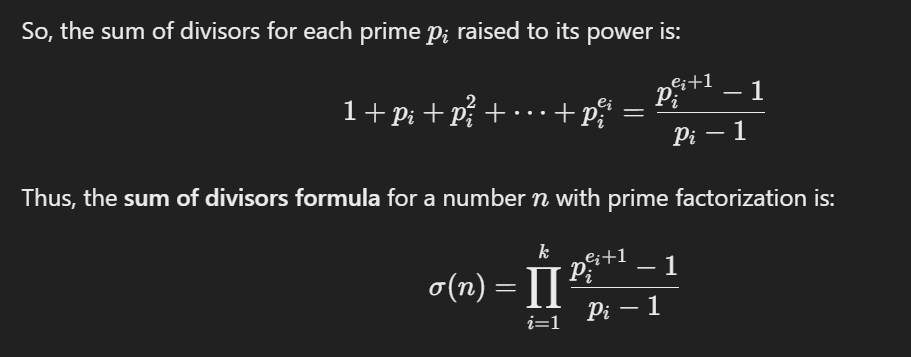 So, the sum of divisors for each prime $p_i$ raised to its power is:
$1 + p_i + p_i^2 + \cdots + p_i^{e_i} = \frac{p_i^{e_i+1} - 1}{p_i - 1}$
Thus, the sum of divisors formula for a number $n$ with prime factorization is:
$\sigma(n) = \prod_{i=1}^{k} \frac{p_i^{e_i+1} - 1}{p_i - 1}$